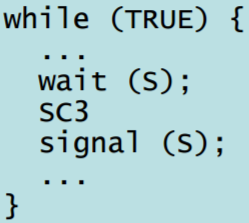 while (TRUE) {
...
wait (S);
SC3
signal (S);
...
}